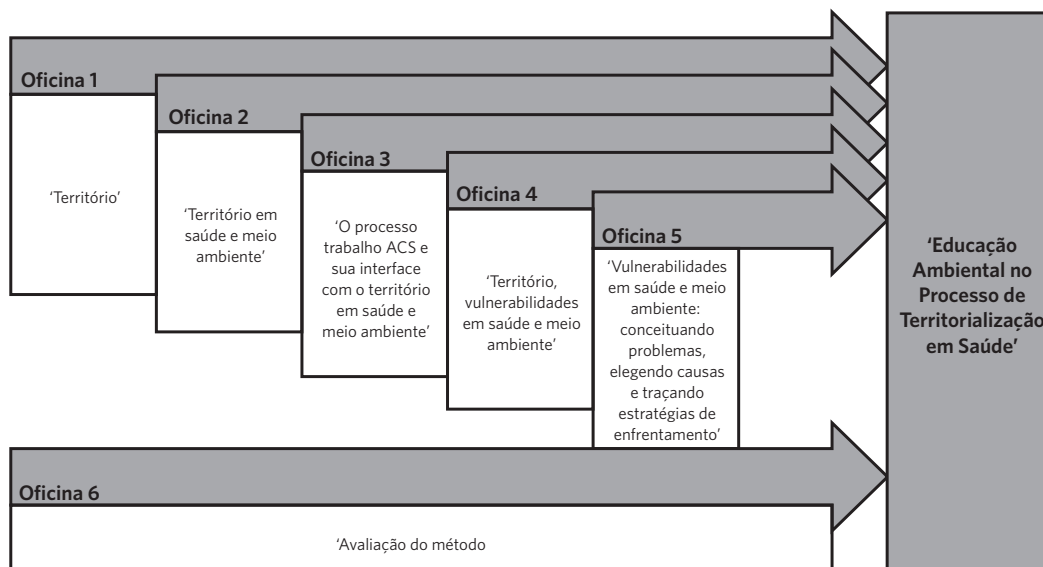 Oficina 1
‘Território’
Oficina 2
‘Território em
saúde e meio
ambiente’
Oficina 3
‘O processo
trabalho ACS e
sua interface
com o território
em saúde e
meio ambiente’
Oficina 4
‘Território,
vulnerabilidades
em saúde e meio
ambiente’
Oficina 5
‘Vulnerabilidades
em saúde e meio
ambiente:
conceituando
problemas,
elegendo causas
e traçando
estratégias de
enfrentamento’
Oficina 6
‘Avaliação do método
‘Educação
Ambiental no
Processo de
Territorialização
em Saúde’